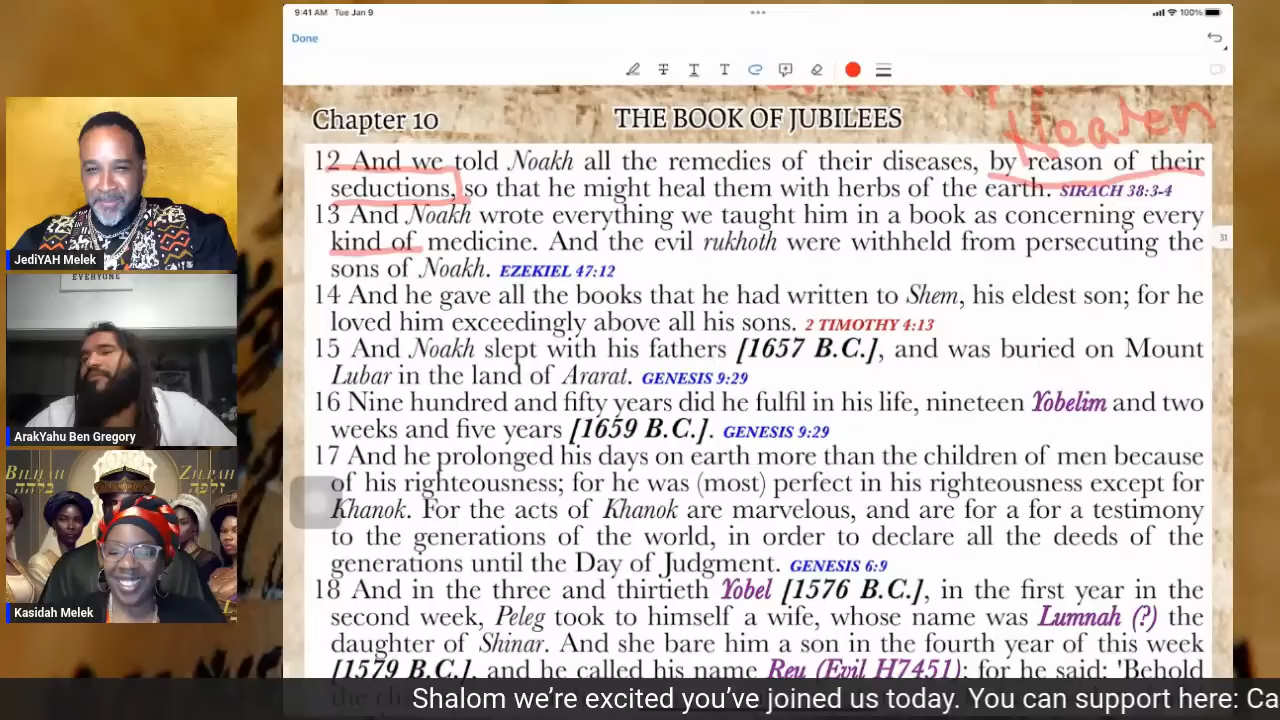 9:41 AM Tue Jan 9
100%
Done
Heaten
Chapter 10
THE BOOK OF JUBILEES
12 And we told Noakh all the remedies of their diseases, by reason of their
seductions, so that he might heal them with herbs of the earth. SIRACH 38:3-4
13 And Noakh wrote everything we taught him in a book as concerning every
kind of medicine. And the evil rukhoth were withheld from persecuting the
sons of Noakh. EZEKIEL 47:12
14 And he gave all the books that he had written to Shem, his eldest son; for he
loved him exceedingly above all his sons. 2 TIMOTHY 4:13
15 And Noakh slept with his fathers [1657 B.C.], and was buried on Mount
Lubar in the land of Ararat. GENESIS 9:29
16 Nine hundred and fifty years did he fulfil in his life, nineteen Yobelim and two
weeks and five years [1659 B.C.]. GENESIS 9:29
17 And he prolonged his days on earth more than the children of men because
of his righteousness; for he was (most) perfect in his righteousness except for
Khanok. For the acts of Khanok are marvelous, and are for a for a testimony
to the generations of the world, in order to declare all the deeds of the
generations until the Day of Judgment. GENESIS 6:9
18 And in the three and thirtieth Yobel [1576 B.C.], in the first year in the
second week, Peleg took to himself a wife, whose name was Lumnah (?) the
daughter of Shinar. And she bare him a son in the fourth year of this week
[1579 B.C.], and he called his name Reu (Evil H7451); for he said: 'Behold
31
JediYAH Melek
EVERYONE
ArakYahu Ben Gregory
BILHAH
בלהה
ZILPAH
זלפה
Kasidah Melek
Shalom we're excited you've joined us today. You can support here: Ca